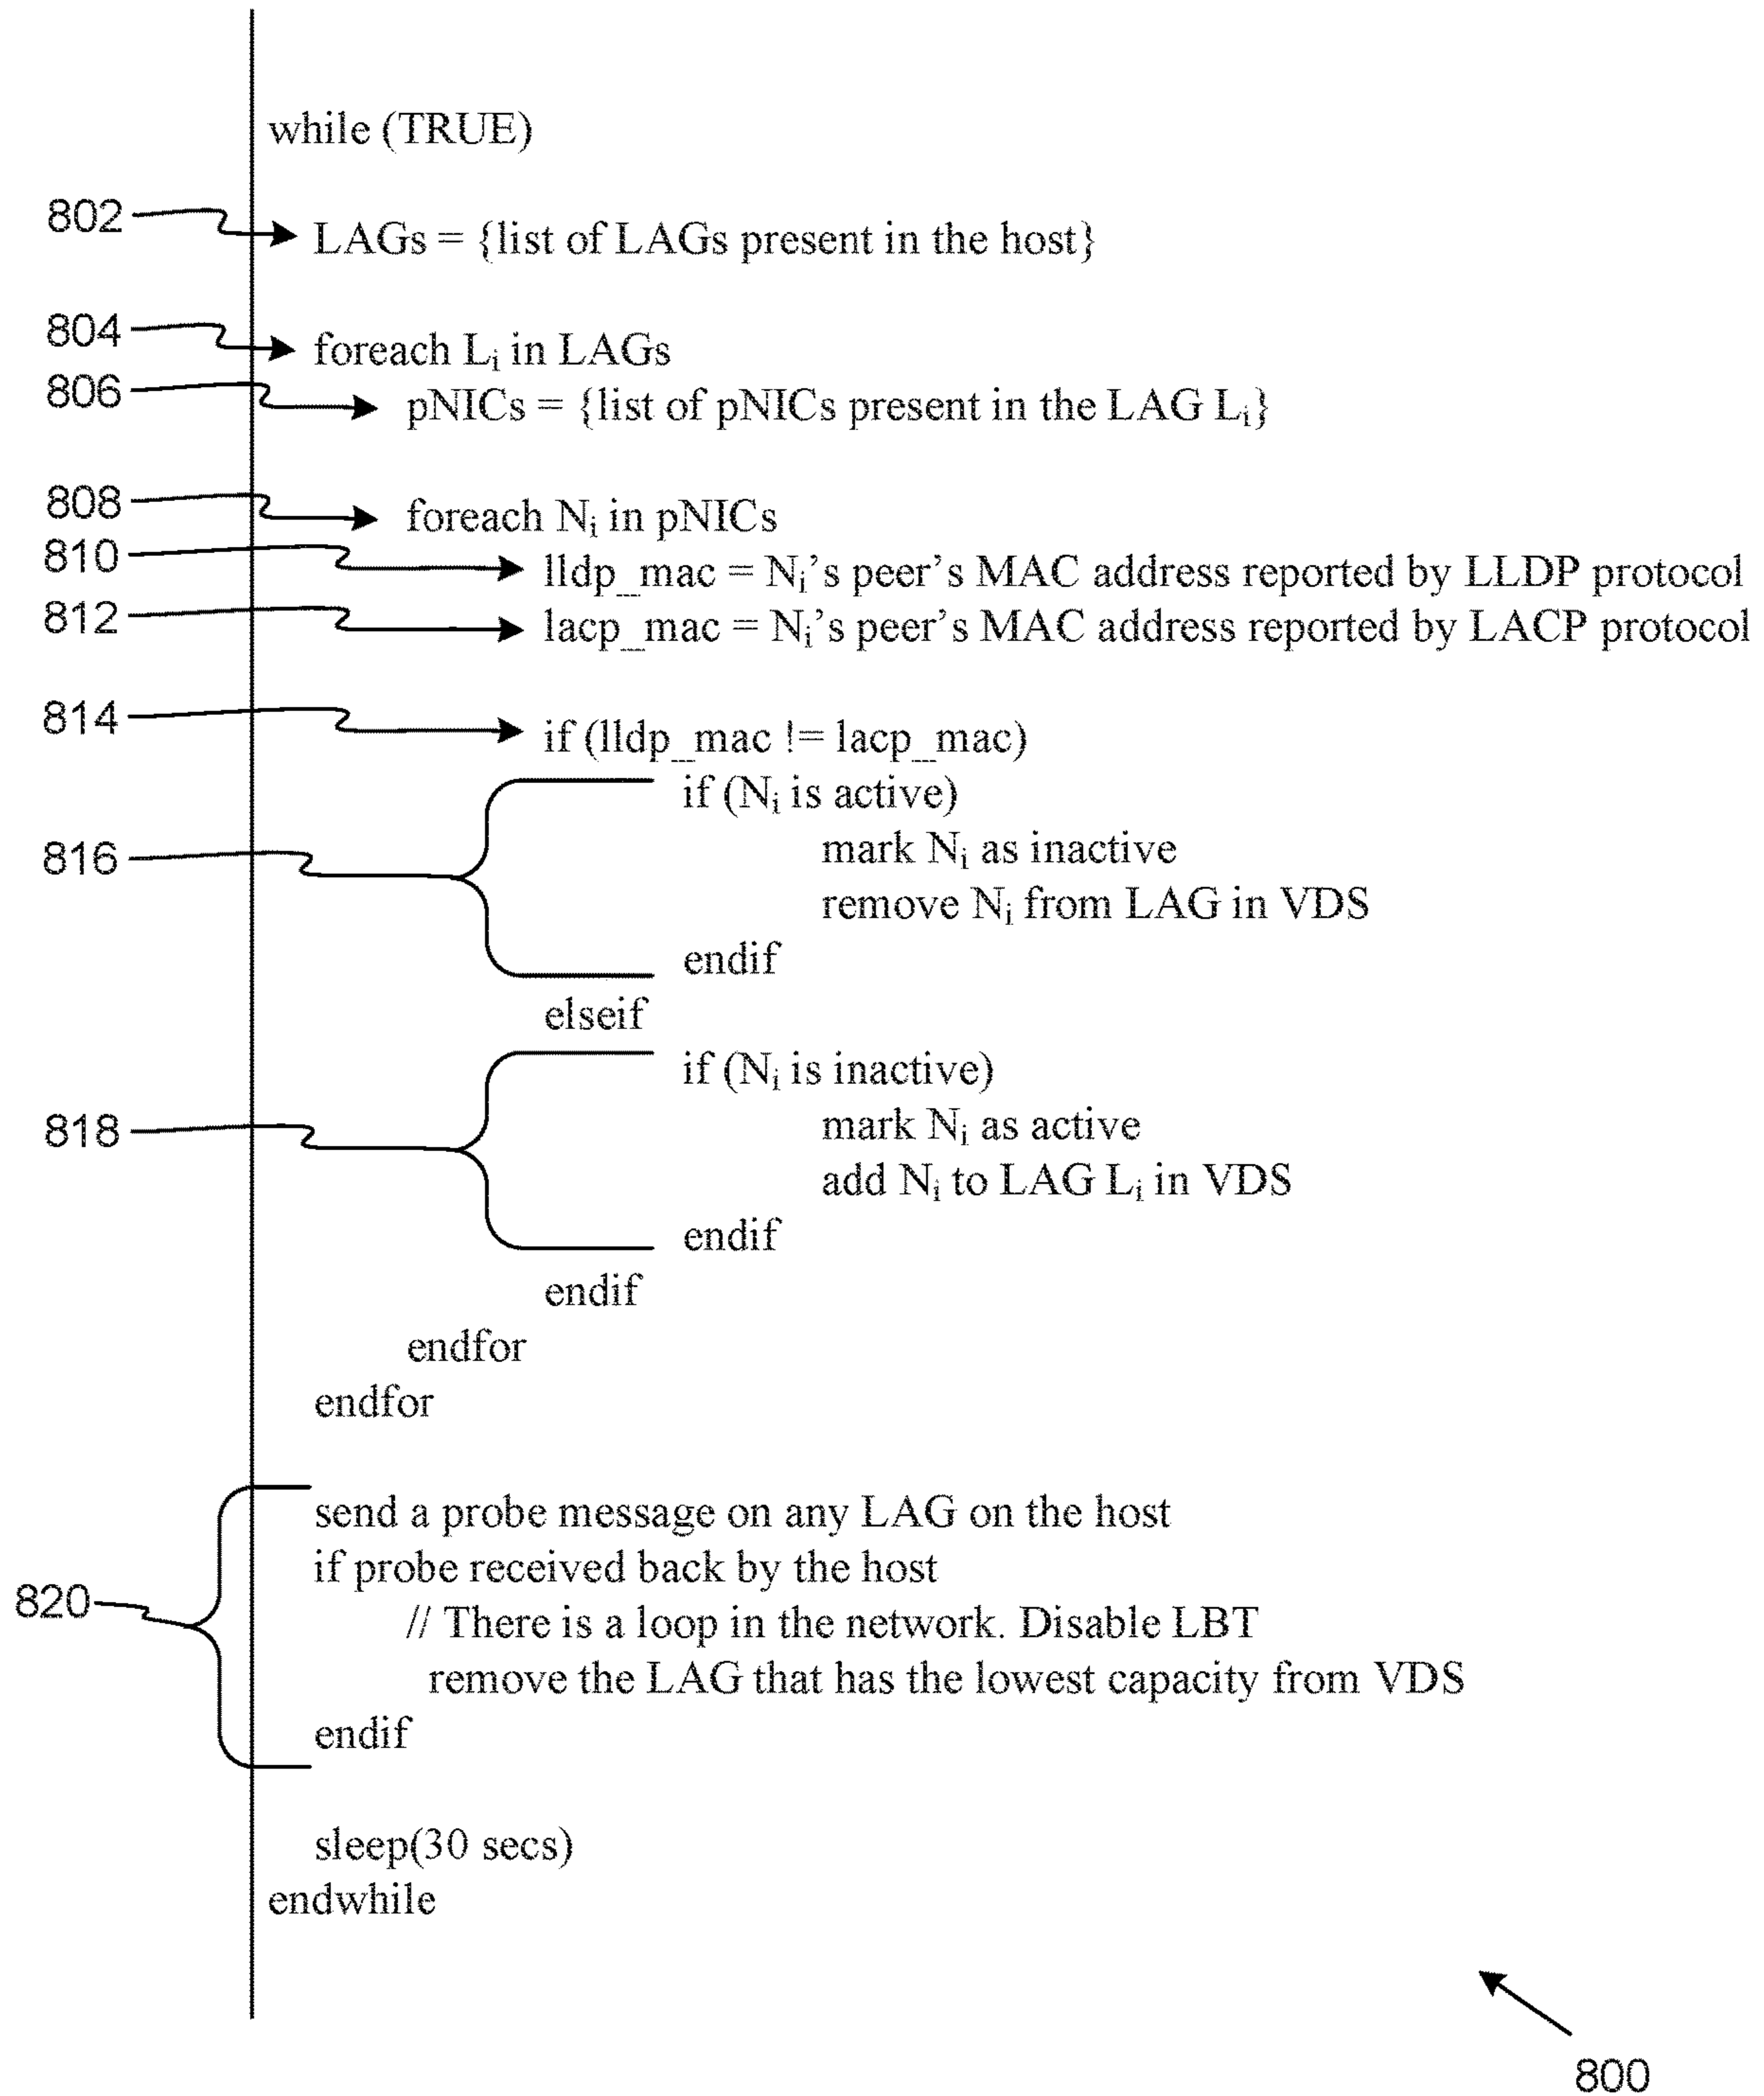 while (TRUE)
802 LAGs = {list of LAGs present in the host}
804 foreach Li in LAGs
806 pNICs = {list of pNICs present in the LAG Li}
808 foreach Ni in pNICs
810 lldp_mac = Ni's peer's MAC address reported by LLDP protocol
812 lacp_mac = Ni's peer's MAC address reported by LACP protocol
814 if (lldp_mac != lacp_mac)
if (Ni is active)
816 mark Ni as inactive
remove Ni from LAG in VDS
endif
elseif
if (Ni is inactive)
818 mark Ni as active
add Ni to LAG Li in VDS
endif
endif
endfor
endfor
send a probe message on any LAG on the host
if probe received back by the host
820 // There is a loop in the network. Disable LBT
remove the LAG that has the lowest capacity from VDS
endif
sleep(30 secs)
endwhile
800